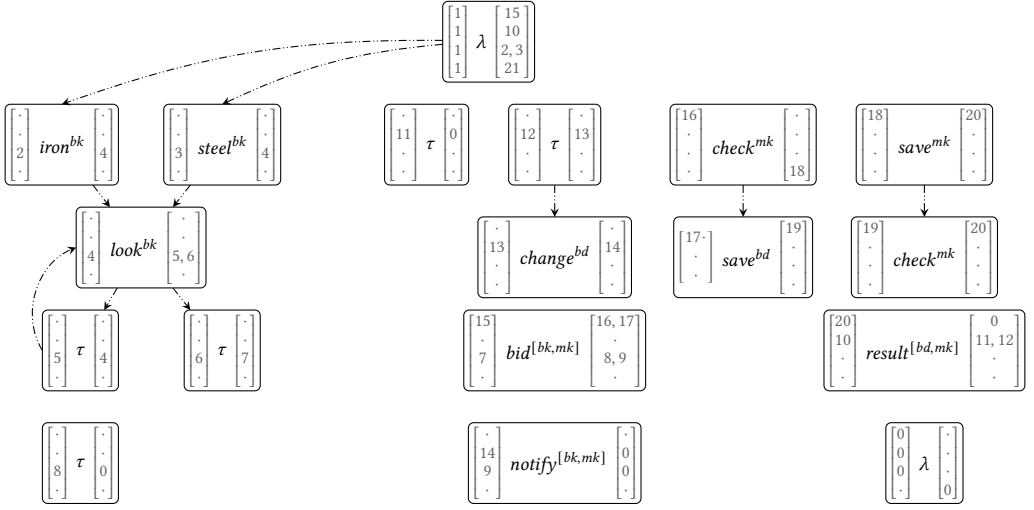 1 λ 15
1 10
1 2, 3
1 21
· iron^{bk} ·
· ·
2 4
· ·
· steel^{bk} ·
· ·
3 4
· ·
· τ ·
11 0
· ·
· ·
· τ ·
12 13
· ·
· ·
16 check^{mk} ·
· ·
· ·
· 18
18 save^{mk} 20
· ·
· ·
· ·
· look^{bk} ·
· ·
4 5, 6
· ·
· change^{bd} ·
13 14
· ·
· ·
17· save^{bd} 19
· ·
· ·
·
19 check^{mk} 20
· ·
· ·
· ·
· τ ·
· ·
5 4
· ·
· τ ·
· ·
6 7
· ·
15 bid^{[bk,mk]} 16, 17
· ·
7 8, 9
· ·
20 result^{[bd,mk]} 0
10 11, 12
· ·
· ·
· τ ·
· ·
8 0
· ·
· notify^{[bk,mk]} ·
14 0
9 0
· ·
0 λ ·
0 ·
0 ·
· 0